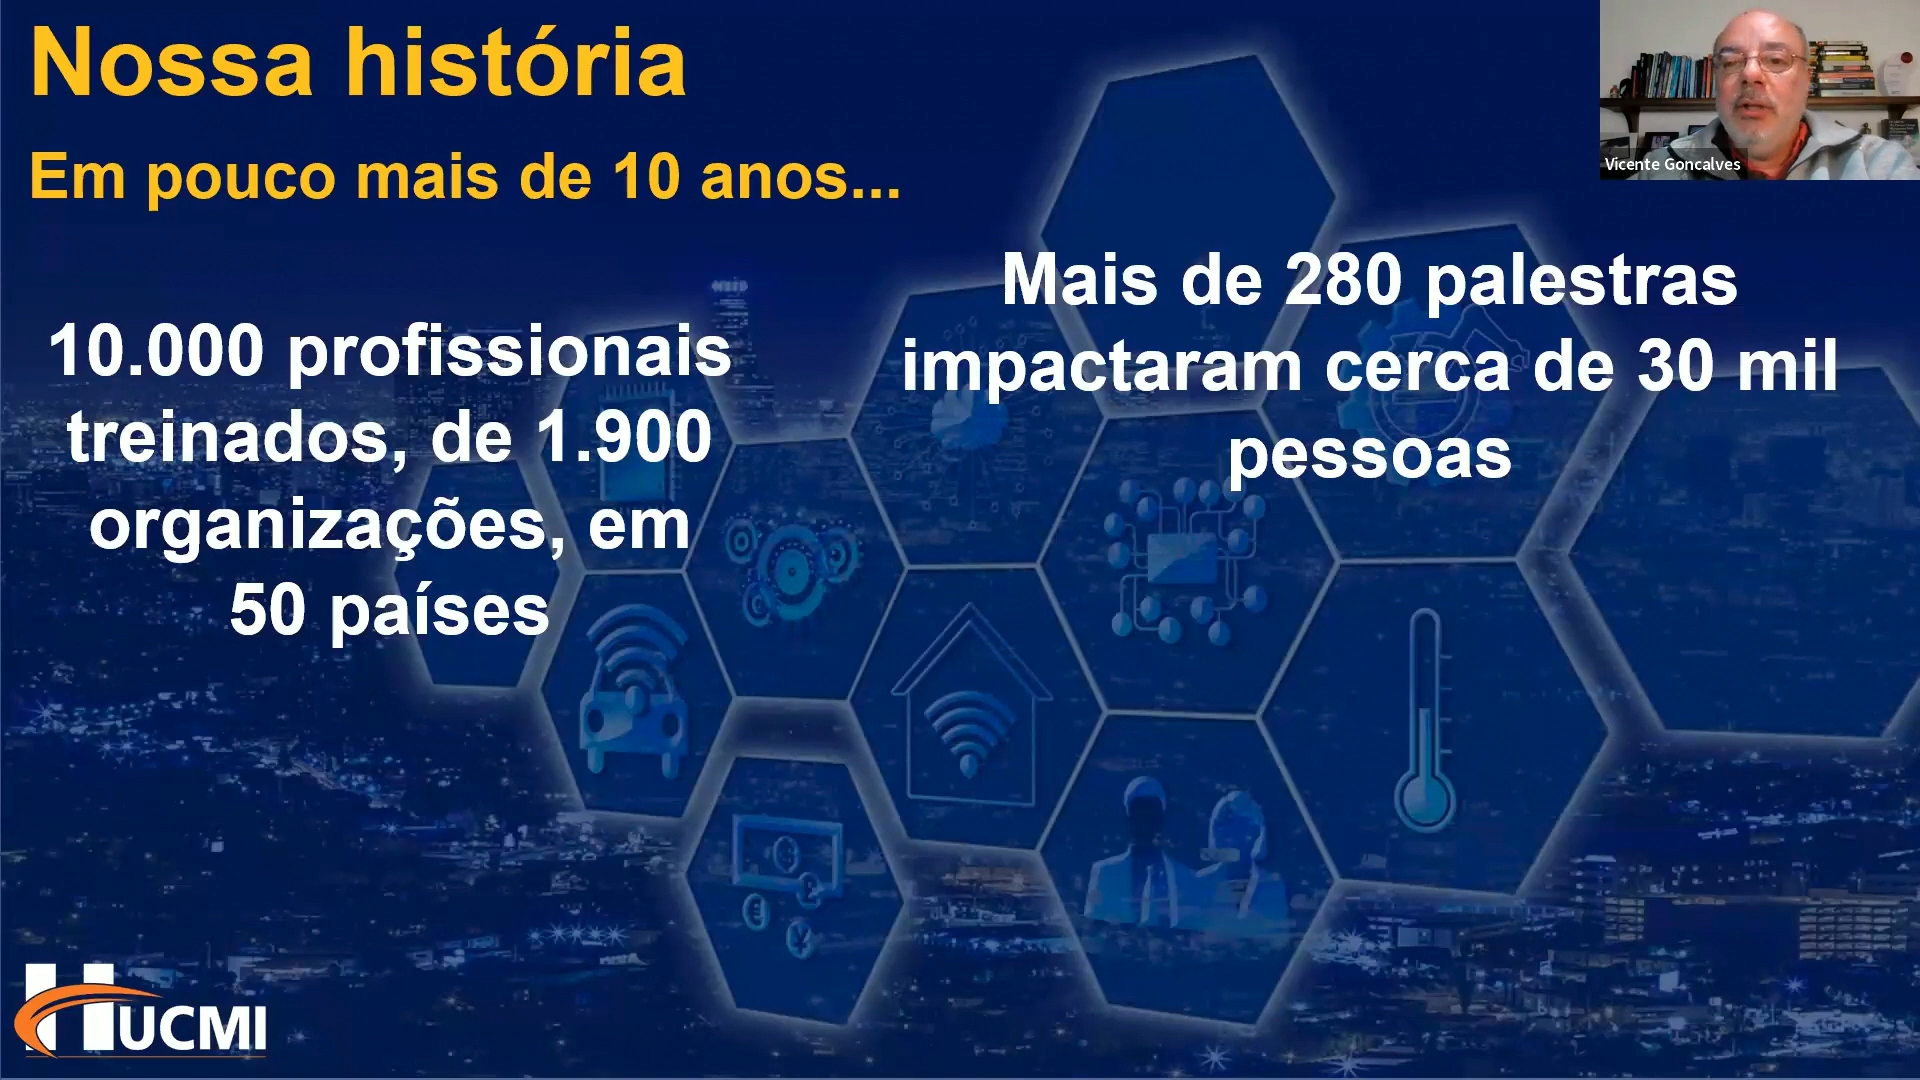 Nossa história
Em pouco mais de 10 anos...
Vicente Goncalves
10.000 profissionais
treinados, de 1.900
organizações, em
50 países
Mais de 280 palestras
impactaram cerca de 30 mil
pessoas
HUCMI